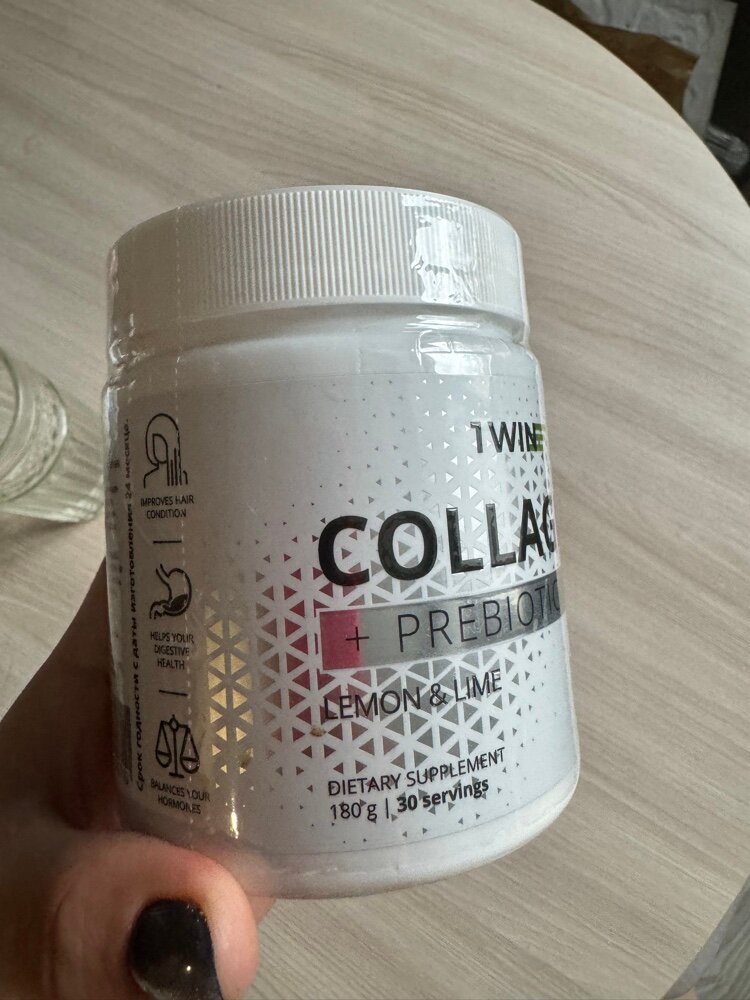 1WIN
COLLAG
+ PREBIOTIC
LEMON & LIME
DIETARY SUPPLEMENT
180 g | 30 servings
IMPROVES HAIR
CONDITION
HELPS YOUR
DIGESTIVE
HEALTH
BALANCES YOUR
HORMONES
Срок годности с даты изготовления 24 месяца.